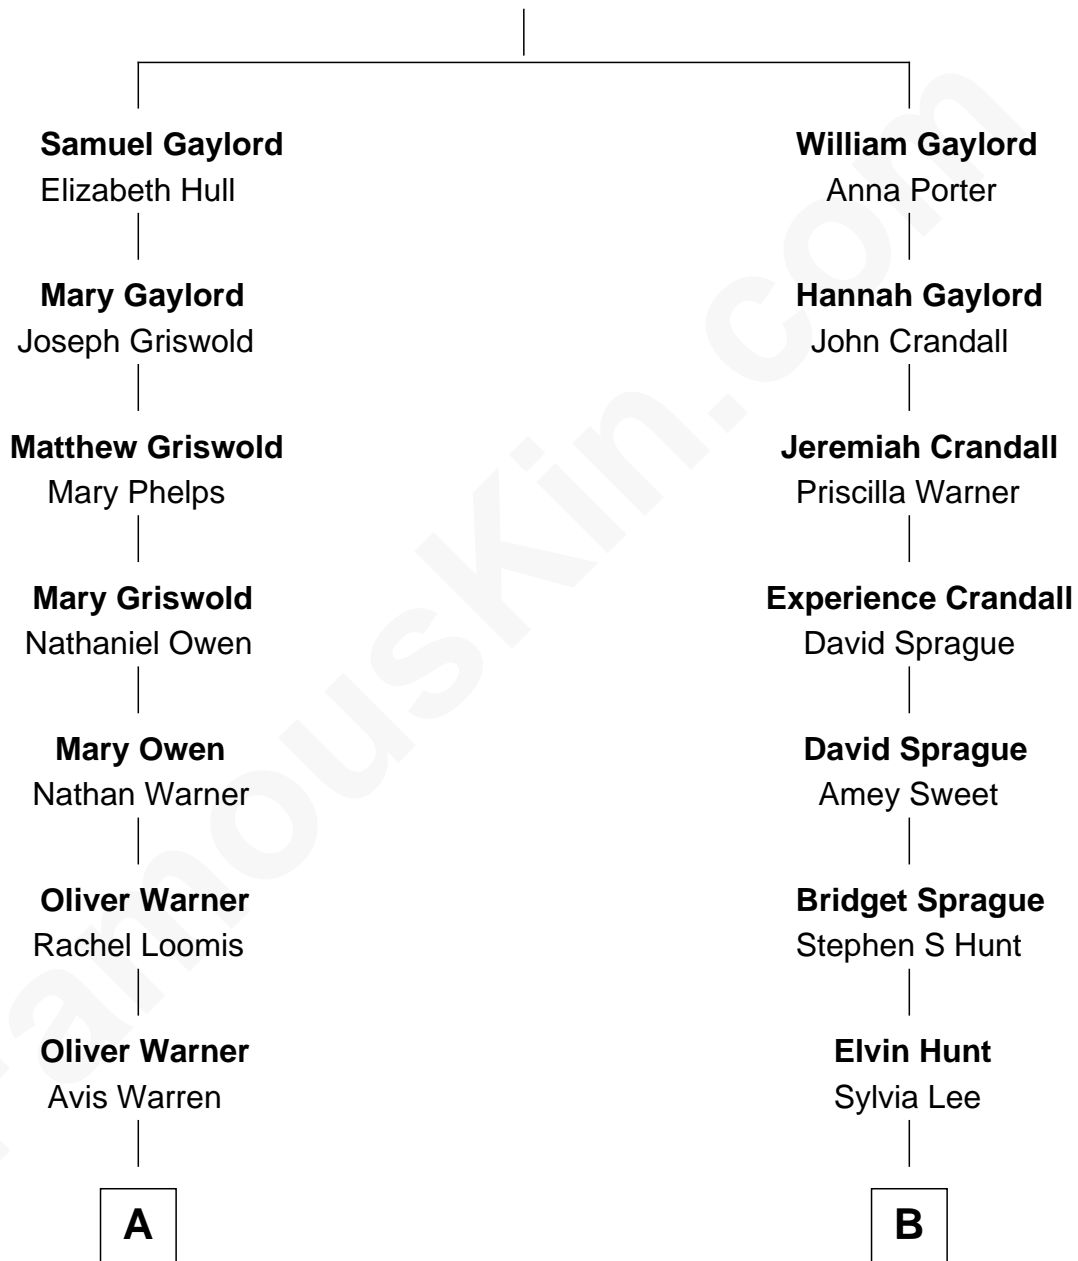 Samuel Gaylord
Elizabeth Hull
Mary Gaylord
Joseph Griswold
Matthew Griswold
Mary Phelps
Mary Griswold
Nathaniel Owen
Mary Owen
Nathan Warner
Oliver Warner
Rachel Loomis
Oliver Warner
Avis Warren
A
William Gaylord
Anna Porter
Hannah Gaylord
John Crandall
Jeremiah Crandall
Priscilla Warner
Experience Crandall
David Sprague
David Sprague
Amey Sweet
Bridget Sprague
Stephen S Hunt
Elvin Hunt
Sylvia Lee
B
FamousKin.com